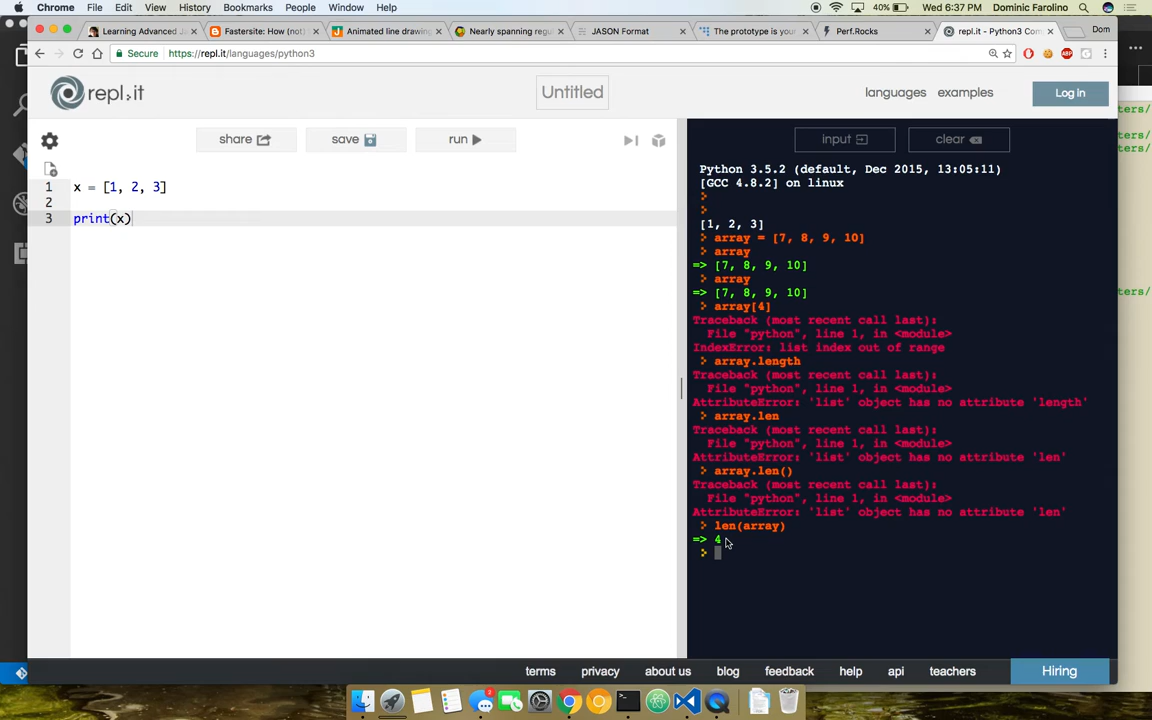 Chrome File Edit View History Bookmarks People Window Help 40% Wed 6:37 PM Dominic Farolino
Learning Advanced Ja Fastersite: How (not) Animated line drawing Nearly spanning regu JASON Format The prototype is your Perf.Rocks repl.it - Python3 Com Dom
Secure https://repl.it/languages/python3
repl.it Untitled languages examples Log in
share save run input clear
1 x = [1, 2, 3]
2
3 print(x)
Python 3.5.2 (default, Dec 2015, 13:05:11)
[GCC 4.8.2] on linux
[1, 2, 3]
array = [7, 8, 9, 10]
array
=> [7, 8, 9, 10]
array
=> [7, 8, 9, 10]
array[4]
Traceback (most recent call last):
File "python", line 1, in <module>
IndexError: list index out of range
array.length
Traceback (most recent call last):
File "python", line 1, in <module>
AttributeError: 'list' object has no attribute 'length'
array.len
Traceback (most recent call last):
File "python", line 1, in <module>
AttributeError: 'list' object has no attribute 'len'
array.len()
Traceback (most recent call last):
File "python", line 1, in <module>
AttributeError: 'list' object has no attribute 'len'
len(array)
=> 4
ters/
ters/
ters/
ters/
terms privacy about us blog feedback help api teachers Hiring